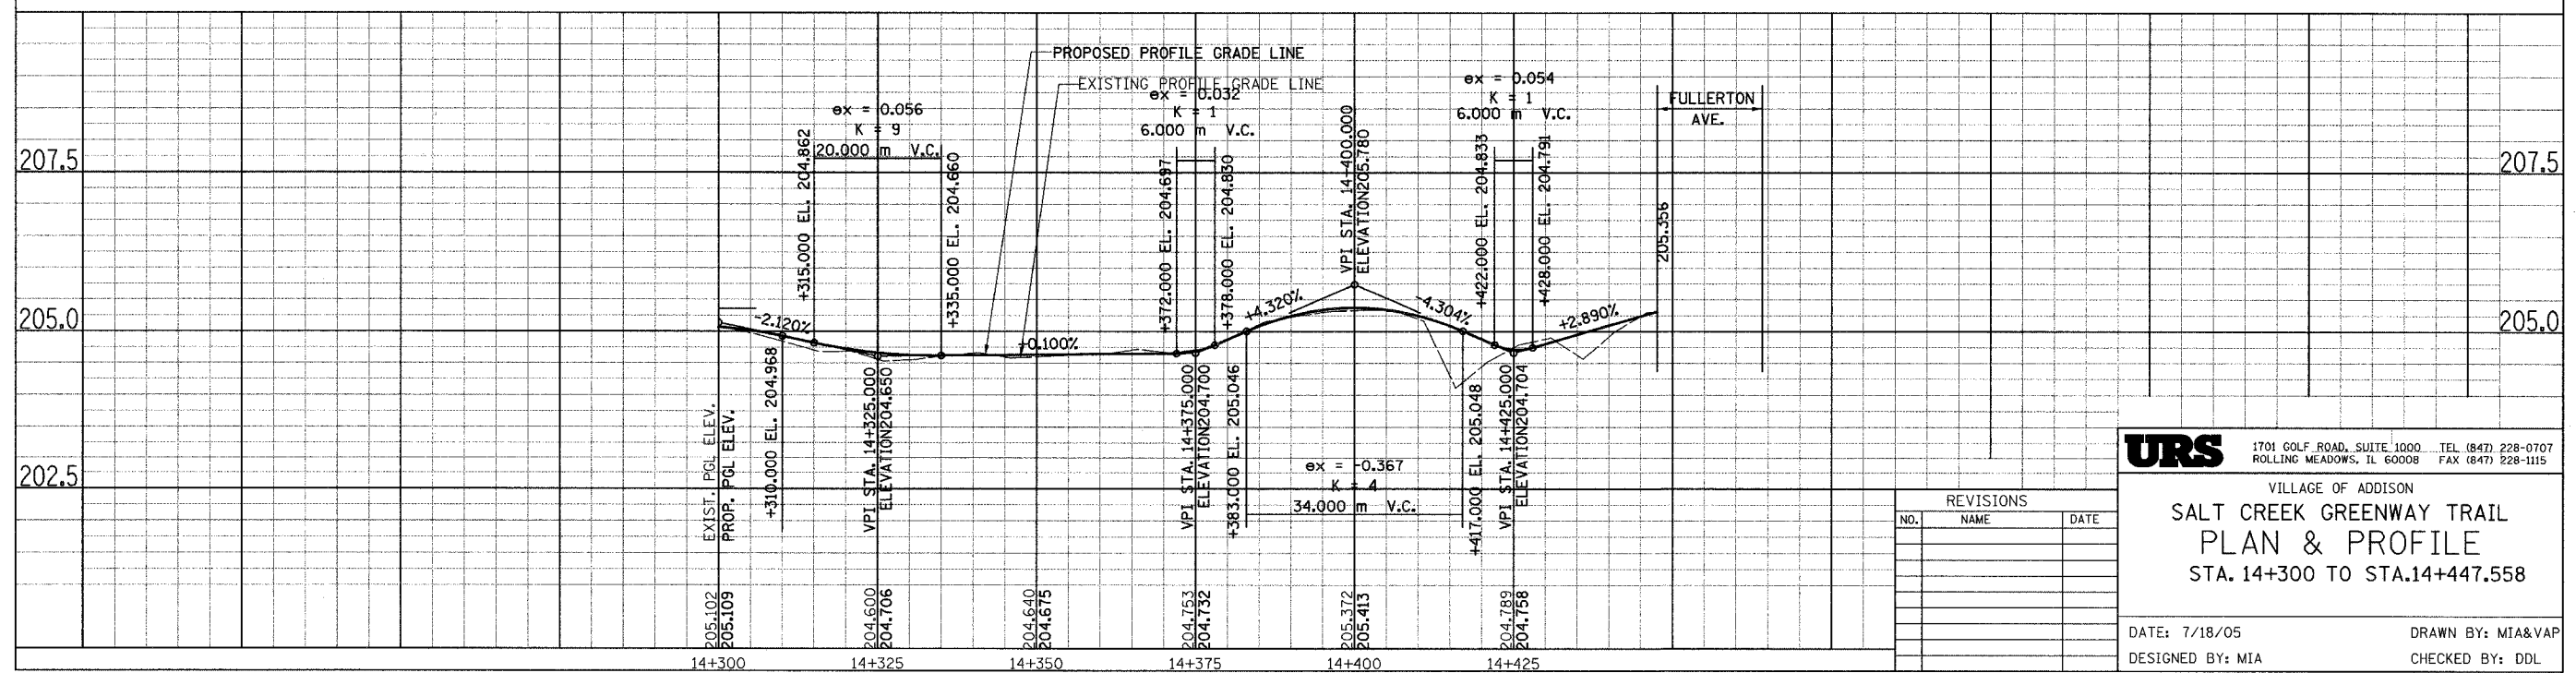 PROPOSED PROFILE GRADE LINE
EXISTING PROFILE GRADE LINE
ex = 0.056
K = 9
20.000 m V.C.
ex = 0.032
K = 1
6.000 m V.C.
ex = 0.054
K = 1
6.000 m V.C.
FULLERTON
AVE.
207.5
207.5
+315.000 EL. 204.862
+335.000 EL. 204.660
+372.000 EL. 204.697
+378.000 EL. 204.830
VPI STA. 14+400.000
ELEVATION205.780
+422.000 EL. 204.833
+428.000 EL. 204.791
205.356
205.0
205.0
-2.120%
+0.100%
+4.320%
-4.304%
+2.890%
EXIST. PGL ELEV.
PROP. PGL ELEV.
+310.000 EL. 204.968
VPI STA. 14+325.000
ELEVATION204.650
VPI STA. 14+375.000
ELEVATION204.700
+383.000 EL. 205.046
ex = -0.367
K = 4
34.000 m V.C.
+417.000 EL. 205.048
VPI STA. 14+425.000
ELEVATION204.704
202.5
205.102
205.109
204.600
204.706
204.640
204.675
204.753
204.732
205.372
205.413
204.789
204.758
14+300
14+325
14+350
14+375
14+400
14+425
REVISIONS
NO. NAME DATE
URS
1701 GOLF ROAD, SUITE 1000 TEL (847) 228-0707
ROLLING MEADOWS, IL 60008 FAX (847) 228-1115
VILLAGE OF ADDISON
SALT CREEK GREENWAY TRAIL
PLAN & PROFILE
STA. 14+300 TO STA.14+447.558
DATE: 7/18/05 DRAWN BY: MIA&VAP
DESIGNED BY: MIA CHECKED BY: DDL